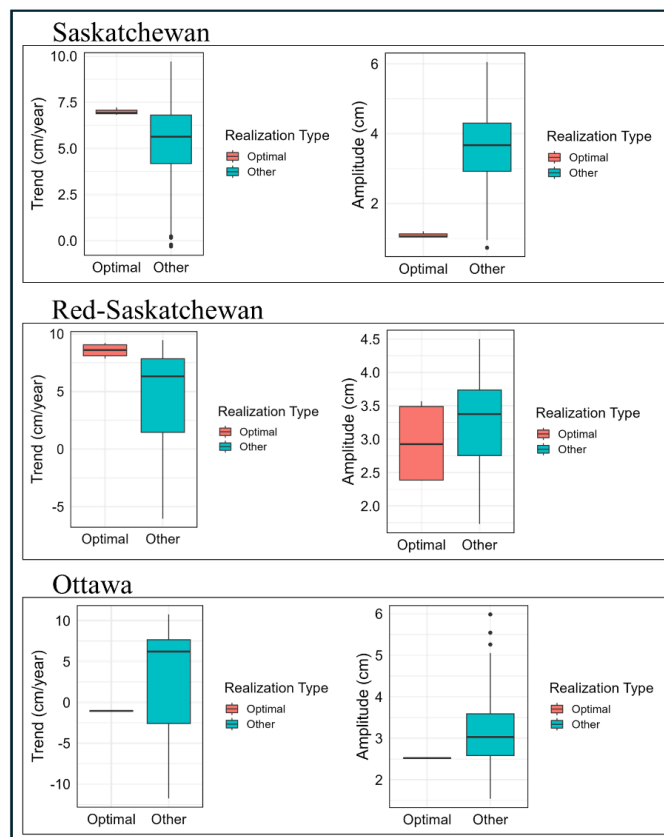 Saskatchewan
Trend (cm/year)
10.0
7.5
5.0
2.5
0.0
Optimal Other
Realization Type
Optimal
Other
Amplitude (cm)
6
4
2
Optimal Other
Realization Type
Optimal
Other
Red-Saskatchewan
Trend (cm/year)
10
5
0
-5
Optimal Other
Realization Type
Optimal
Other
Amplitude (cm)
4.5
4.0
3.5
3.0
2.5
2.0
Optimal Other
Realization Type
Optimal
Other
Ottawa
Trend (cm/year)
10
5
0
-5
-10
Optimal Other
Realization Type
Optimal
Other
Amplitude (cm)
6
5
4
3
2
Optimal Other
Realization Type
Optimal
Other